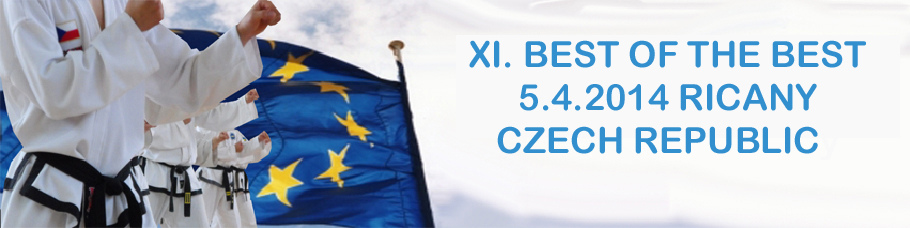 XI. BEST OF THE BEST
5.4.2014 RICANY
CZECH REPUBLIC